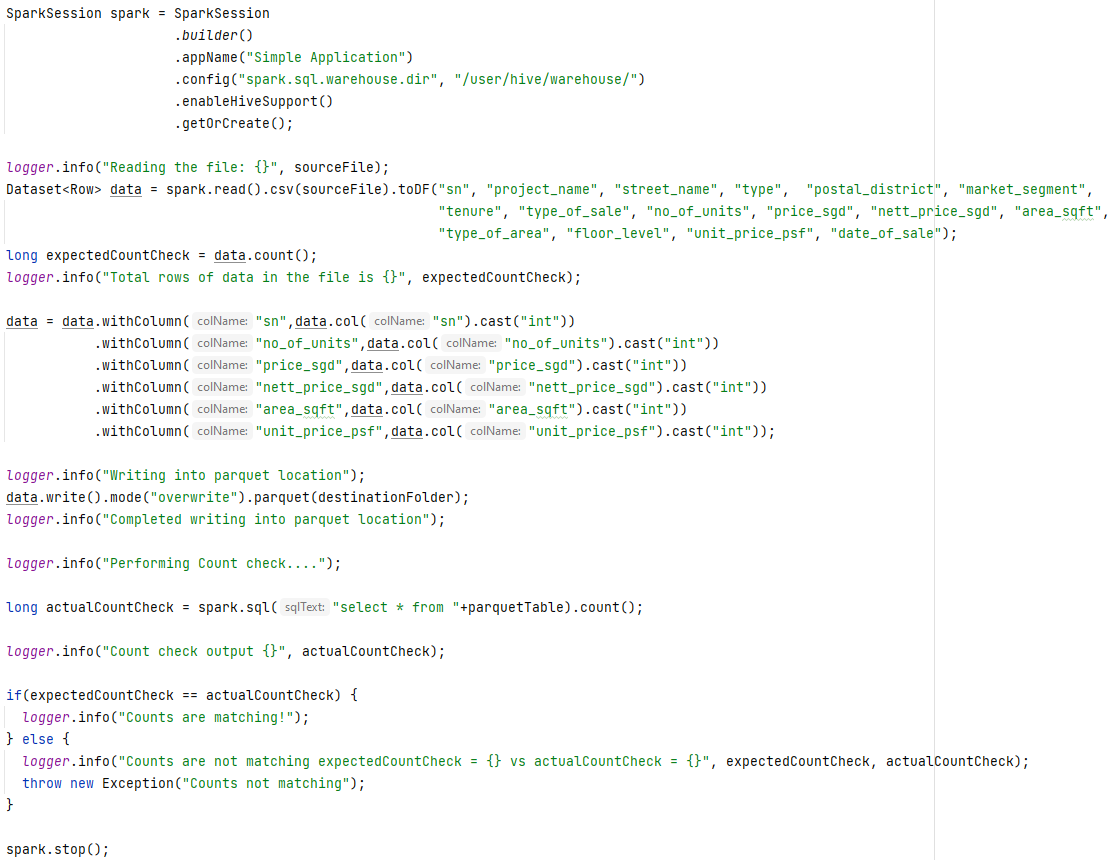 SparkSession spark = SparkSession
.builder()
.appName("Simple Application")
.config("spark.sql.warehouse.dir", "/user/hive/warehouse/")
.enableHiveSupport()
.getOrCreate();
logger.info("Reading the file: {}", sourceFile);
Dataset<Row> data = spark.read().csv(sourceFile).toDF("sn", "project_name", "street_name", "type",  "postal_district", "market_segment",
"tenure", "type_of_sale", "no_of_units", "price_sgd", "nett_price_sgd", "area_sqft",
"type_of_area", "floor_level", "unit_price_psf", "date_of_sale");
long expectedCountCheck = data.count();
logger.info("Total rows of data in the file is {}", expectedCountCheck);
data = data.withColumn( colName: "sn",data.col( colName: "sn").cast("int"))
.withColumn( colName: "no_of_units",data.col( colName: "no_of_units").cast("int"))
.withColumn( colName: "price_sgd",data.col( colName: "price_sgd").cast("int"))
.withColumn( colName: "nett_price_sgd",data.col( colName: "nett_price_sgd").cast("int"))
.withColumn( colName: "area_sqft",data.col( colName: "area_sqft").cast("int"))
.withColumn( colName: "unit_price_psf",data.col( colName: "unit_price_psf").cast("int"));
logger.info("Writing into parquet location");
data.write().mode("overwrite").parquet(destinationFolder);
logger.info("Completed writing into parquet location");
logger.info("Performing Count check....");
long actualCountCheck = spark.sql( sqlText: "select * from "+parquetTable).count();
logger.info("Count check output {}", actualCountCheck);
if(expectedCountCheck == actualCountCheck) {
logger.info("Counts are matching!");
} else {
logger.info("Counts are not matching expectedCountCheck = {} vs actualCountCheck = {}", expectedCountCheck, actualCountCheck);
throw new Exception("Counts not matching");
}
spark.stop();